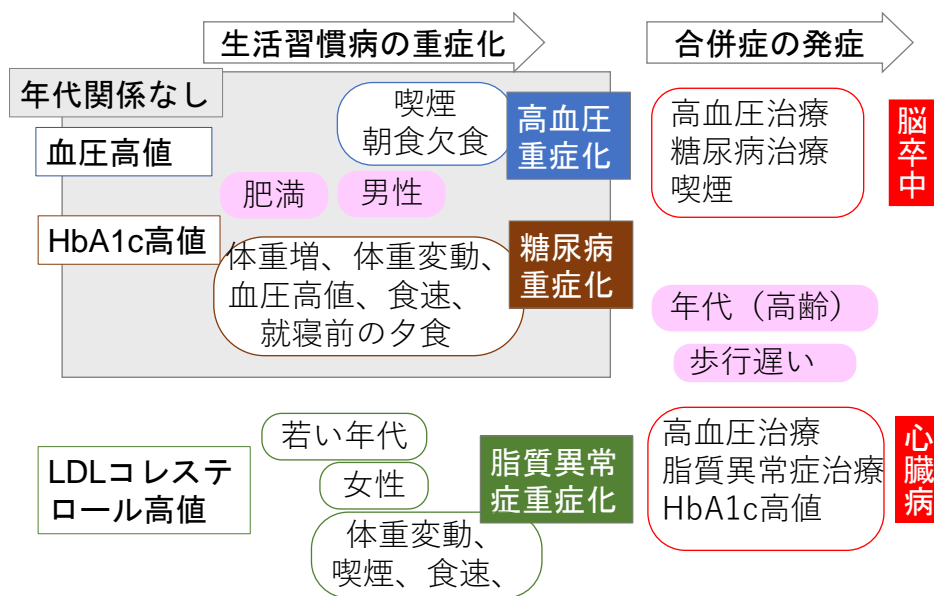 生活習慣病の重症化
合併症の発症
年代関係なし
血圧高値
喫煙
朝食欠食
高血圧
重症化
高血圧治療
糖尿病治療
喫煙
脳卒中
肥満
男性
HbA1c高値
体重増、体重変動、
血圧高値、食速、
就寝前の夕食
糖尿病
重症化
年代（高齢）
歩行遅い
LDLコレステ
ロール高値
若い年代
女性
体重変動、
喫煙、食速、
脂質異常
症重症化
高血圧治療
脂質異常症治療
HbA1c高値
心臓病